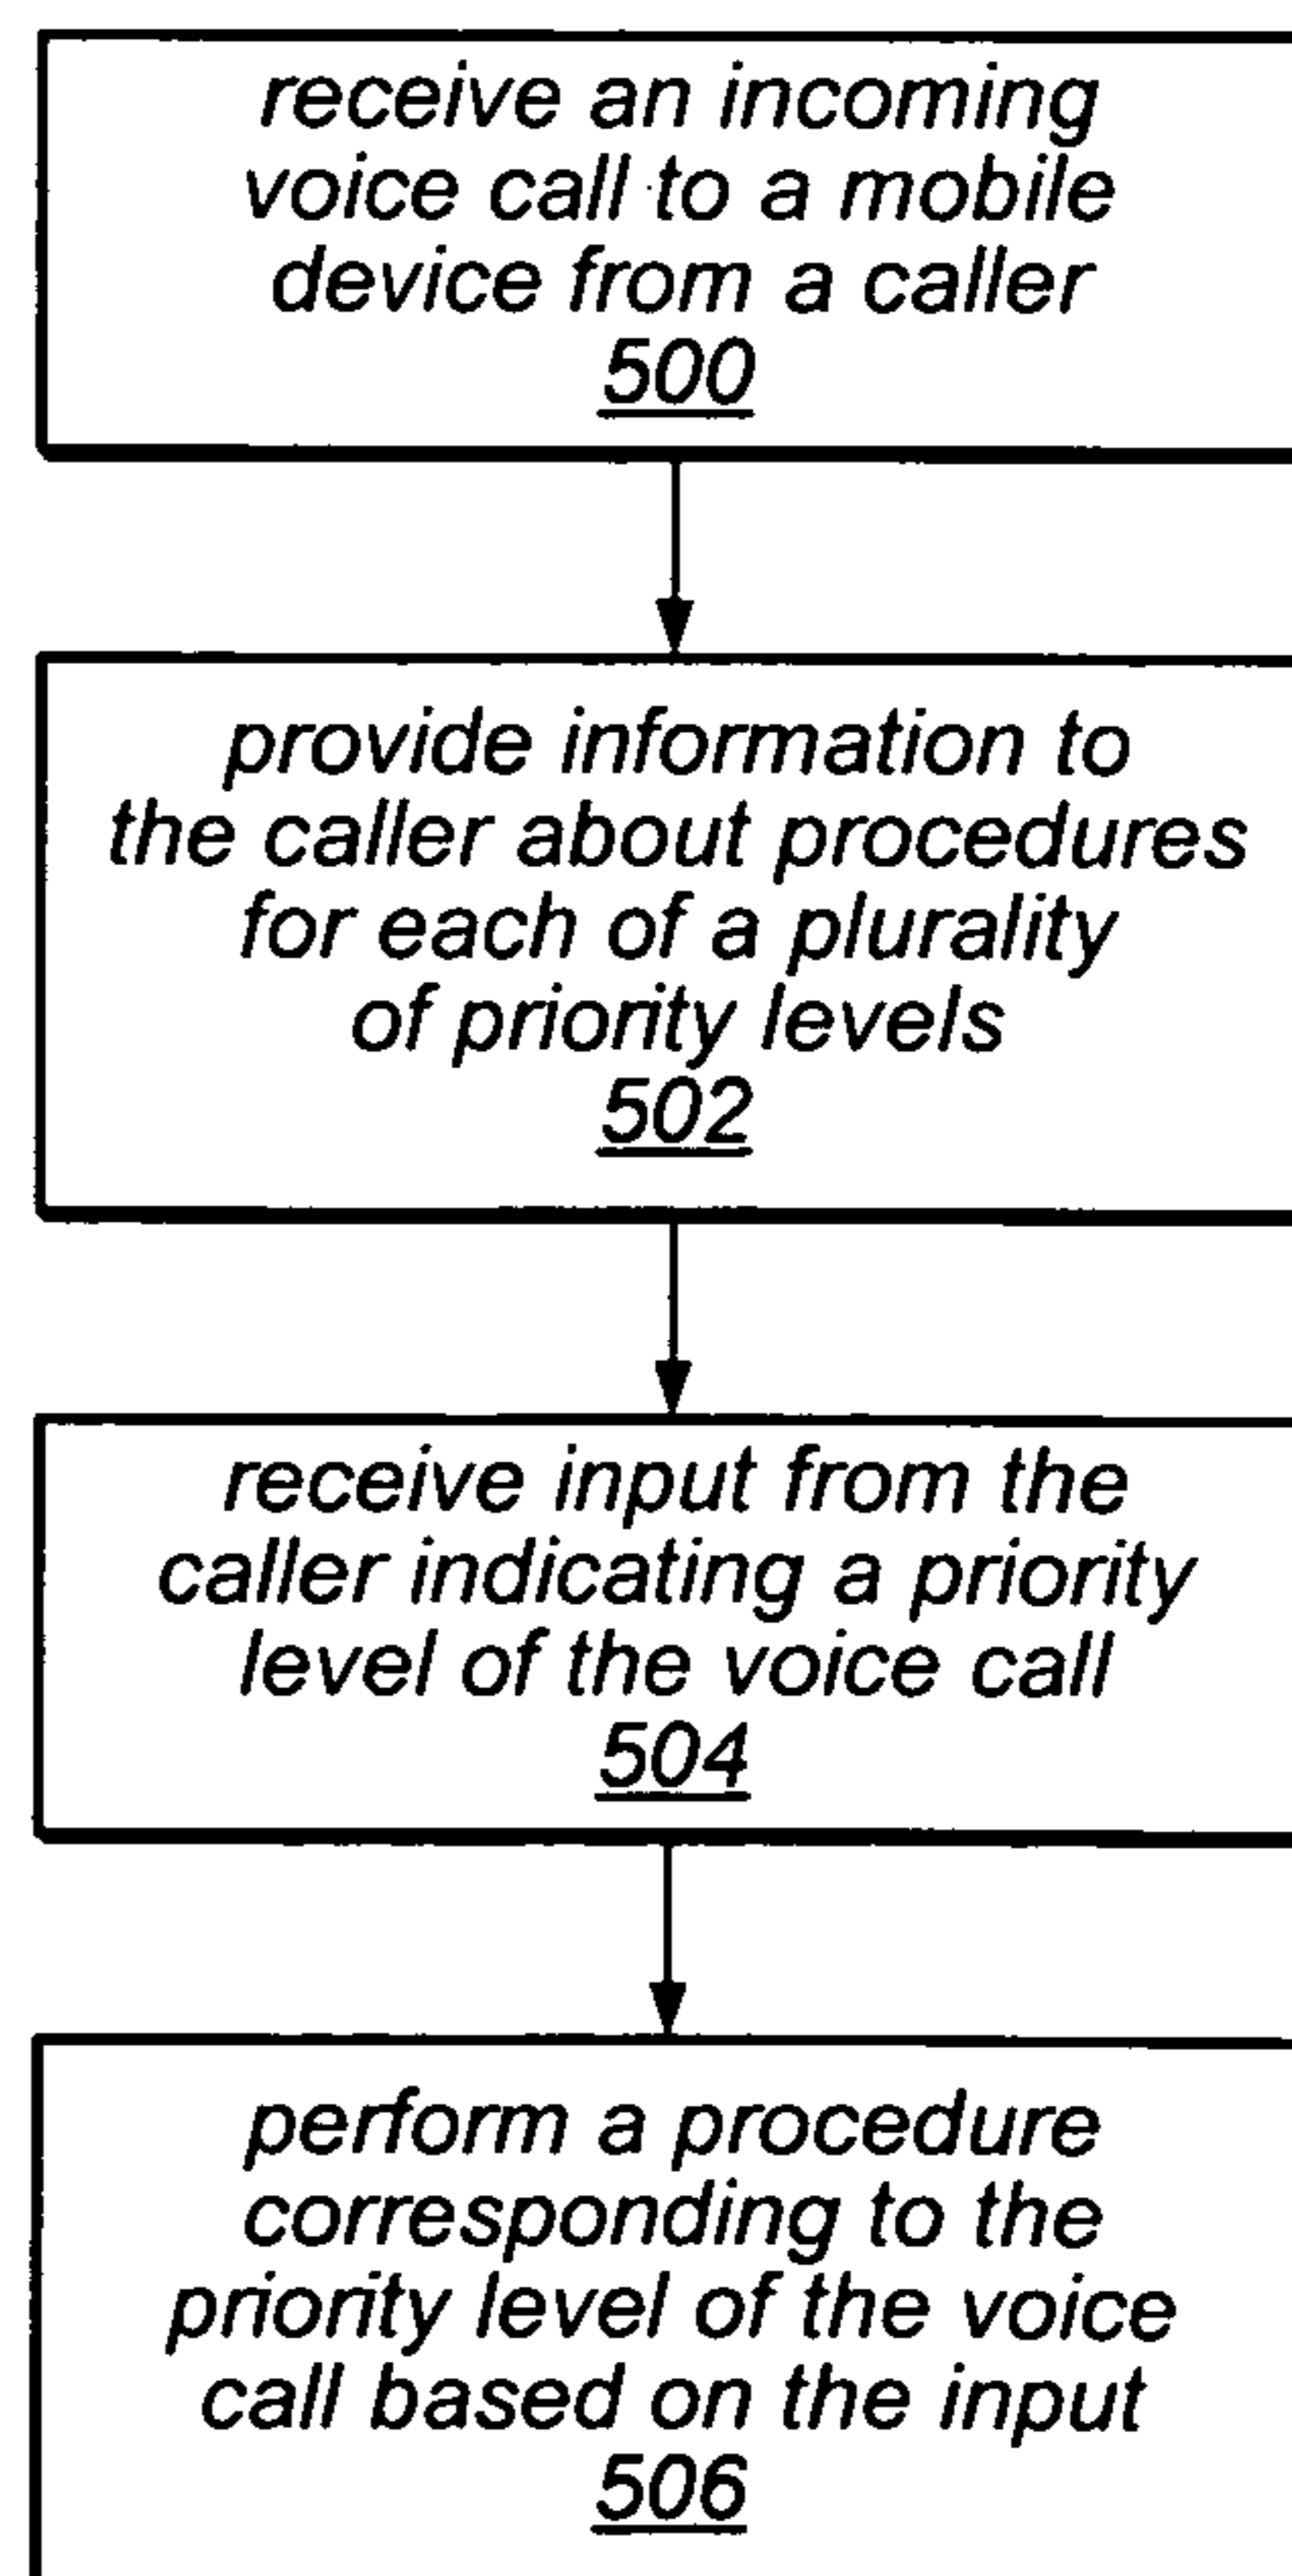 receive an incoming
voice call to a mobile
device from a caller
500
provide information to
the caller about procedures
for each of a plurality
of priority levels
502
receive input from the
caller indicating a priority
level of the voice call
504
perform a procedure
corresponding to the
priority level of the voice
call based on the input
506